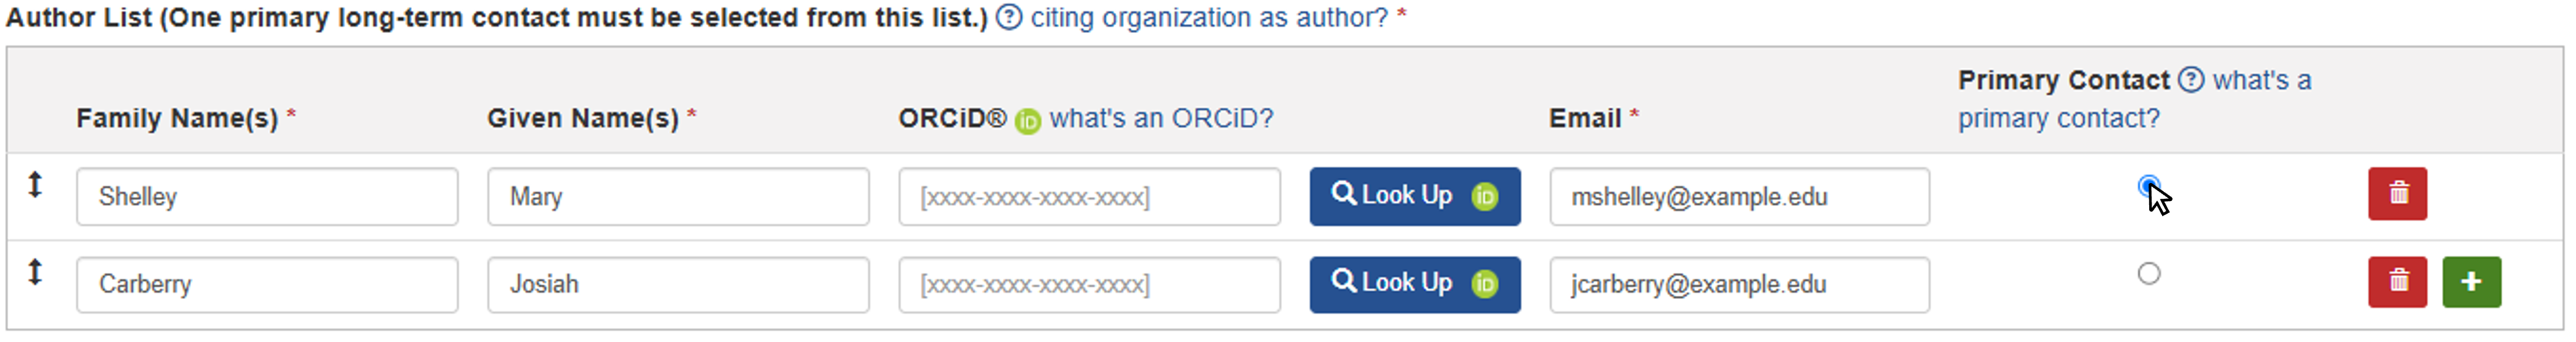 Author List (One primary long-term contact must be selected from this list.) ? citing organization as author? *
Primary Contact ? what's a
Family Name(s) * Given Name(s) * ORCiD® iD what's an ORCiD? Email * primary contact?
Shelley Mary [xxxx-xxxx-xxxx-xxxx] Look Up iD mshelley@example.edu
Carberry Josiah [xxxx-xxxx-xxxx-xxxx] Look Up iD jcarberry@example.edu +